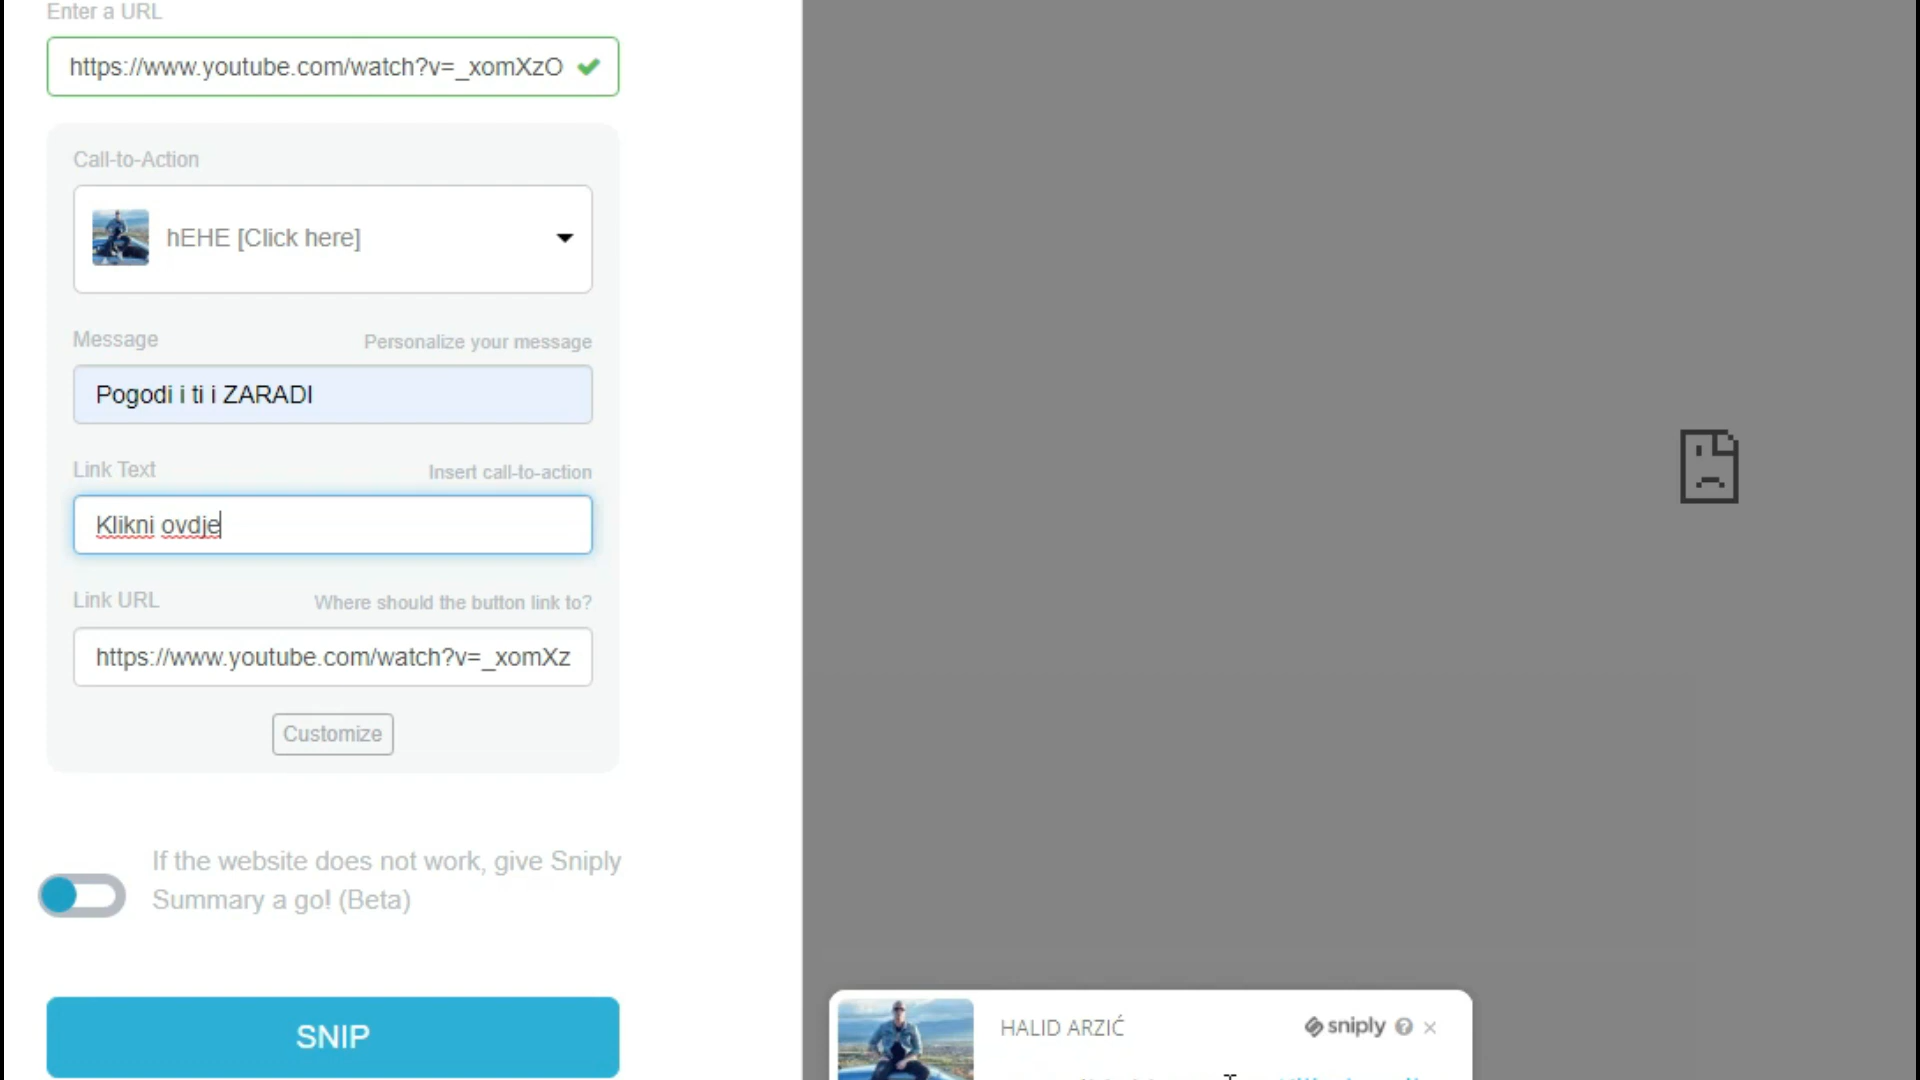 Enter a URL
https://www.youtube.com/watch?v=_xomXzO
Call-to-Action
hEHE [Click here]
Message Personalize your message
Pogodi i ti i ZARADI
Link Text Insert call-to-action
Klikni ovdje
Link URL Where should the button link to?
https://www.youtube.com/watch?v=_xomXz
Customize
If the website does not work, give Sniply
Summary a go! (Beta)
SNIP
HALID ARZIĆ sniply